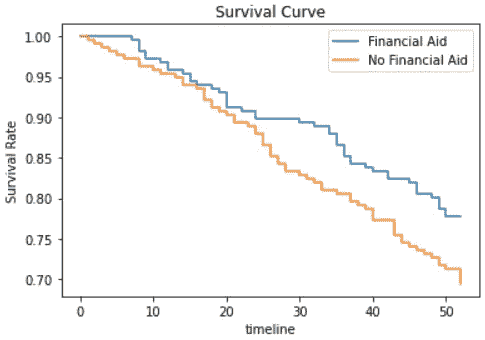 Survival Curve
Financial Aid
No Financial Aid
1.00
0.95
0.90
0.85
0.80
0.75
0.70
Survival Rate
0 10 20 30 40 50
timeline